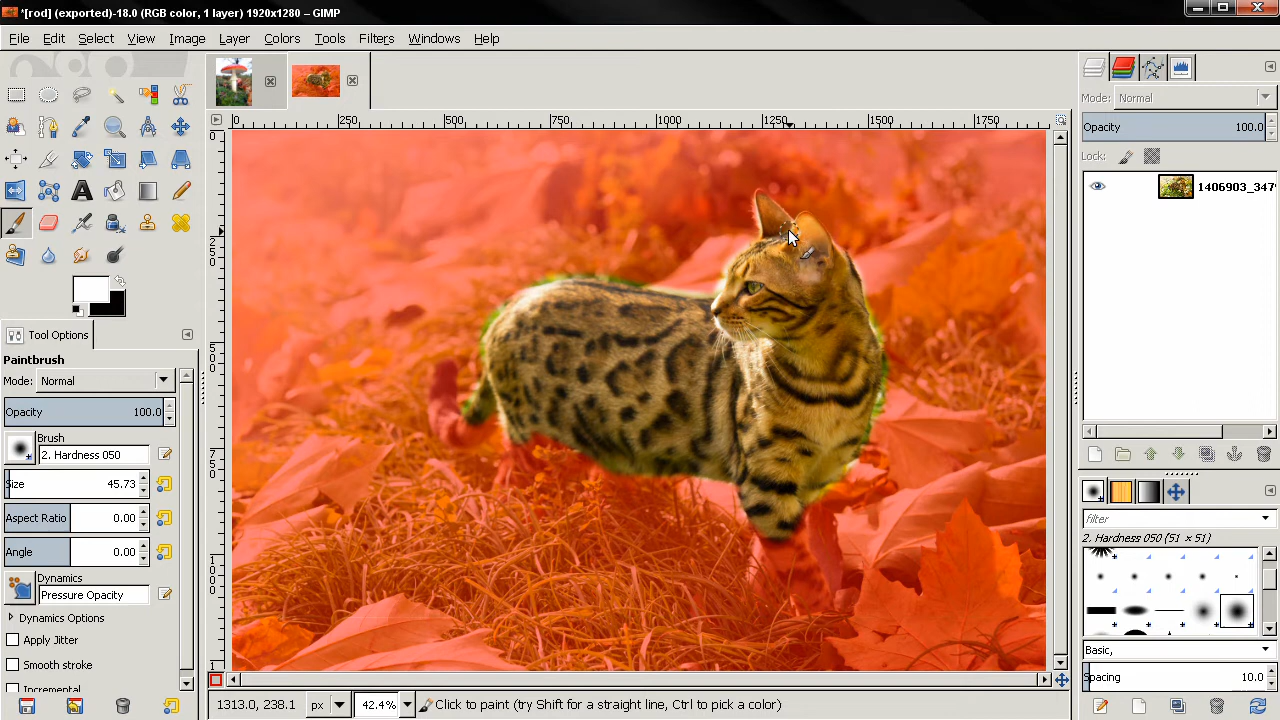 *[rod] (exported)-18.0 (RGB color, 1 layer) 1920x1280 – GIMP
File Edit Select View Image Layer Colors Tools Filters Windows Help
0 250 500 750 1000 1250 1500 1750
Mode: Normal
Opacity 100.0
Lock:
1406903_347
Tool Options
Paintbrush
Mode: Normal
Opacity 100.0
Brush
2. Hardness 050
Size 45.73
Aspect Ratio 0.00
Angle 0.00
Dynamics
Pressure Opacity
Dynamics Options
Apply Jitter
Smooth stroke
Incremental
0
250
500
750
1000
filter
2. Hardness 050 (51 × 51)
Basic,
Spacing 10.0
1313.0, 238.1 px 42.4% Click to paint (try Shift for a straight line, Ctrl to pick a color)